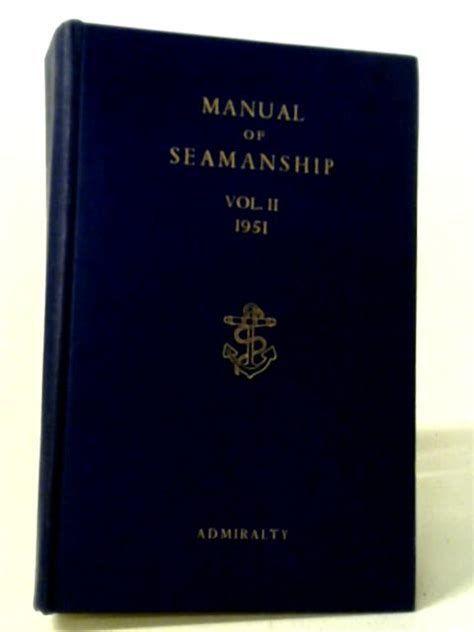 MANUAL
OF
SEAMANSHIP
VOL. II
1951
ADMIRALTY